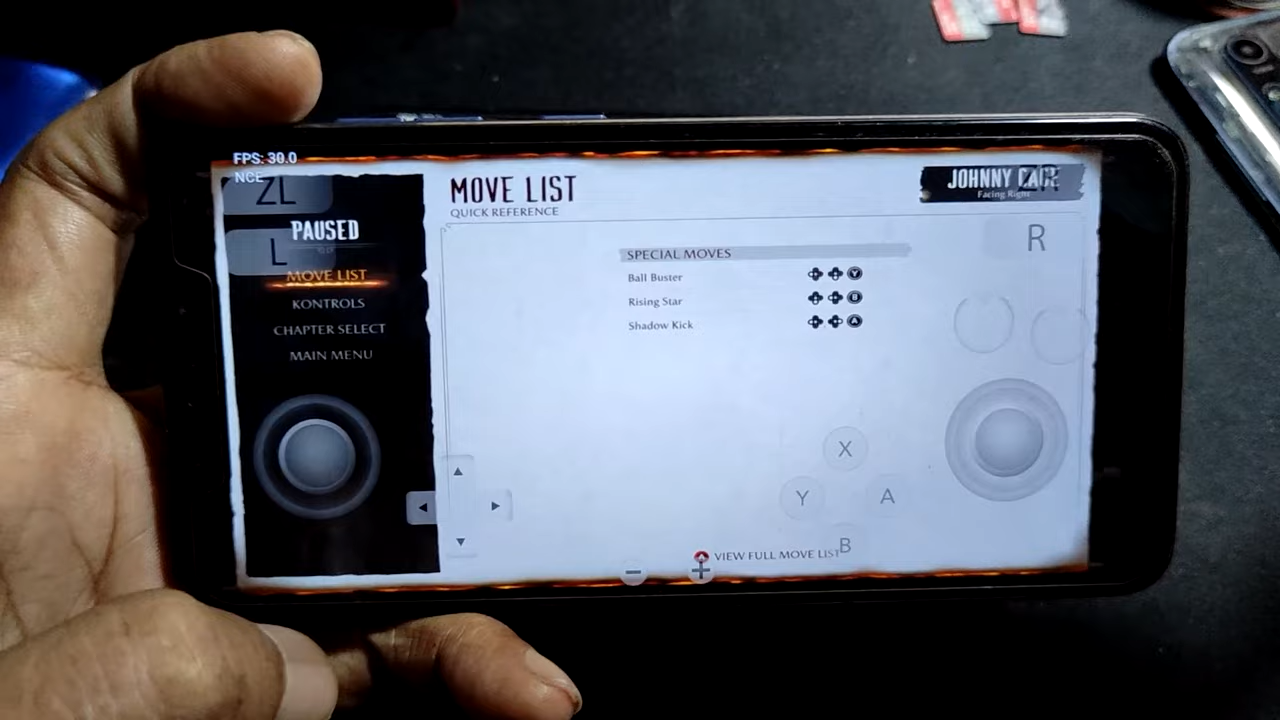 FPS: 30.0
NCE
ZL
PAUSED
L
MOVE LIST
KONTROLS
CHAPTER SELECT
MAIN MENU
MOVE LIST
QUICK REFERENCE
JOHNNY CAGE
ZR
Facing Right
R
SPECIAL MOVES
Ball Buster Y
Rising Star B
Shadow Kick A
X
Y A
B
VIEW FULL MOVE LIST